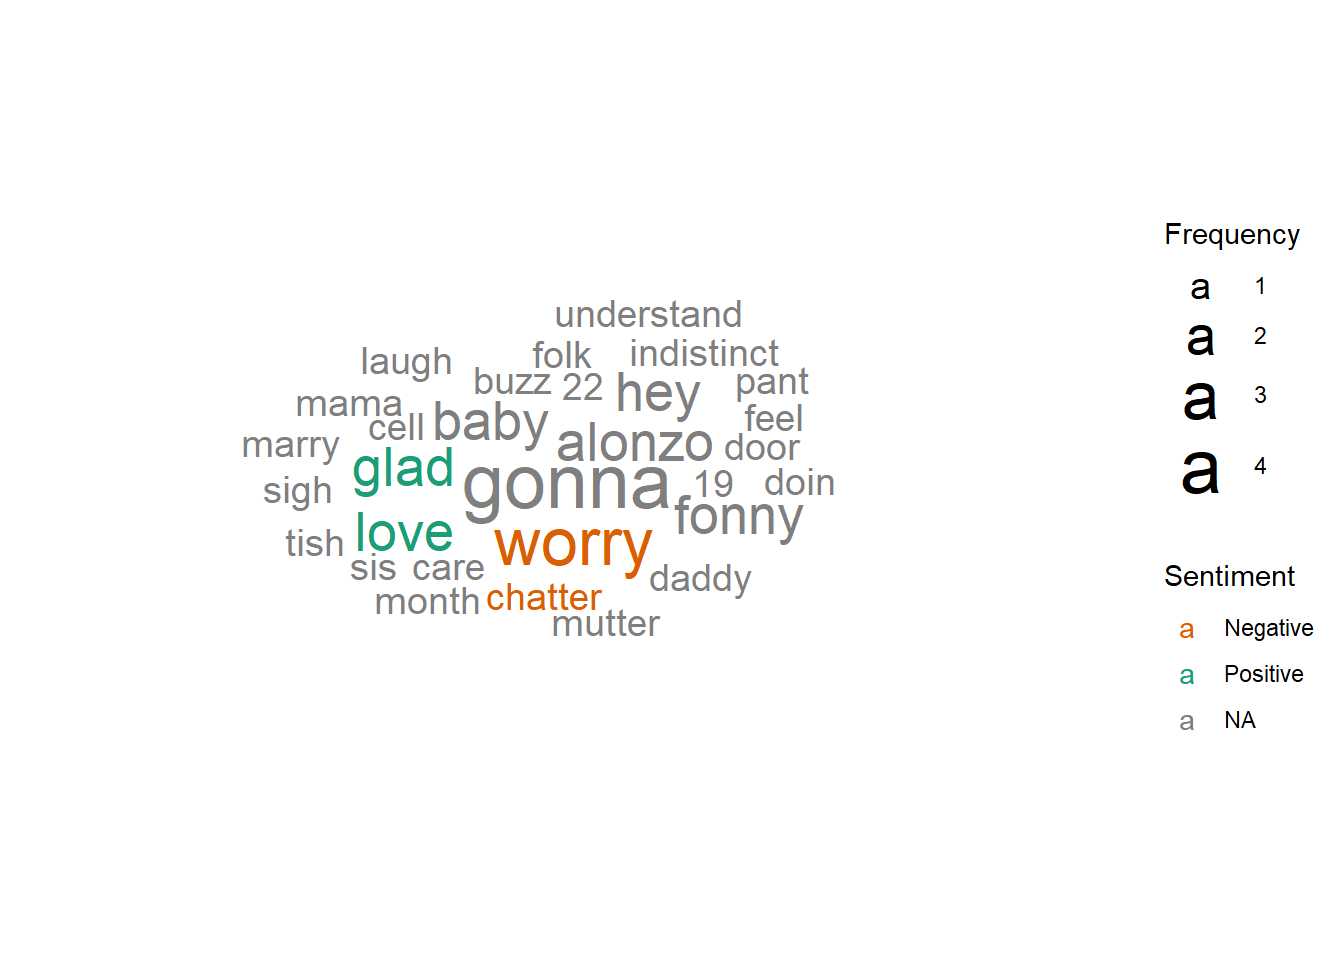 understand
laugh folk indistinct
buzz 22 hey pant
mama cell baby feel
marry alonzo door
glad gonna 19 doin
sigh fonny
tish love worry
sis care daddy
month chatter
mutter
Frequency
a 1
a 2
a 3
a 4
Sentiment
a Negative
a Positive
a NA